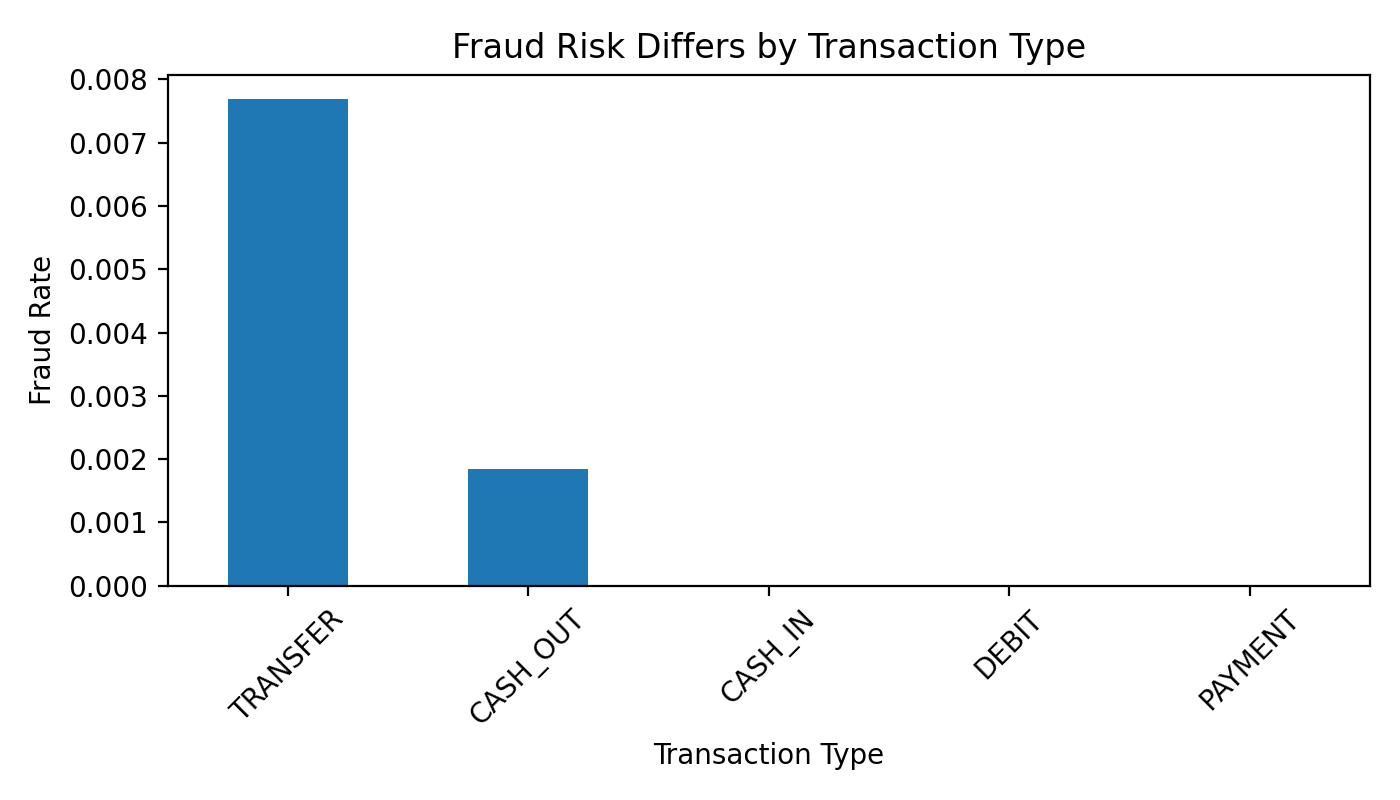 Fraud Risk Differs by Transaction Type
0.008
0.007
0.006
0.005
0.004
0.003
0.002
0.001
0.000
Fraud Rate
TRANSFER
CASH_OUT
CASH_IN
DEBIT
PAYMENT
Transaction Type